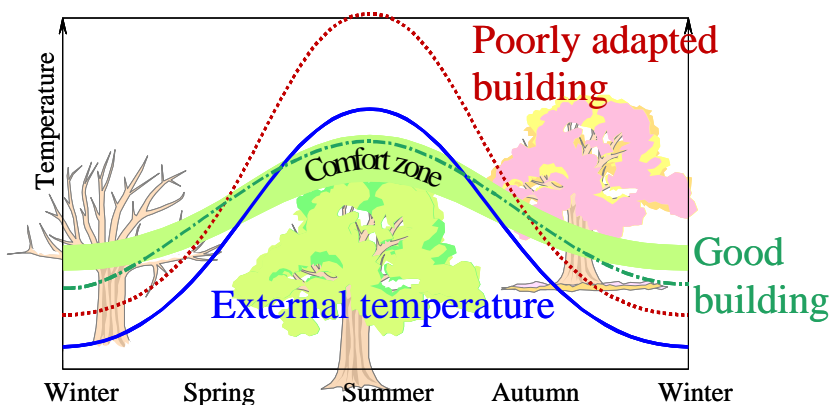 Poorly adapted
building
Temperature
Comfort zone
Good
building
External temperature
Winter Spring Summer Autumn Winter